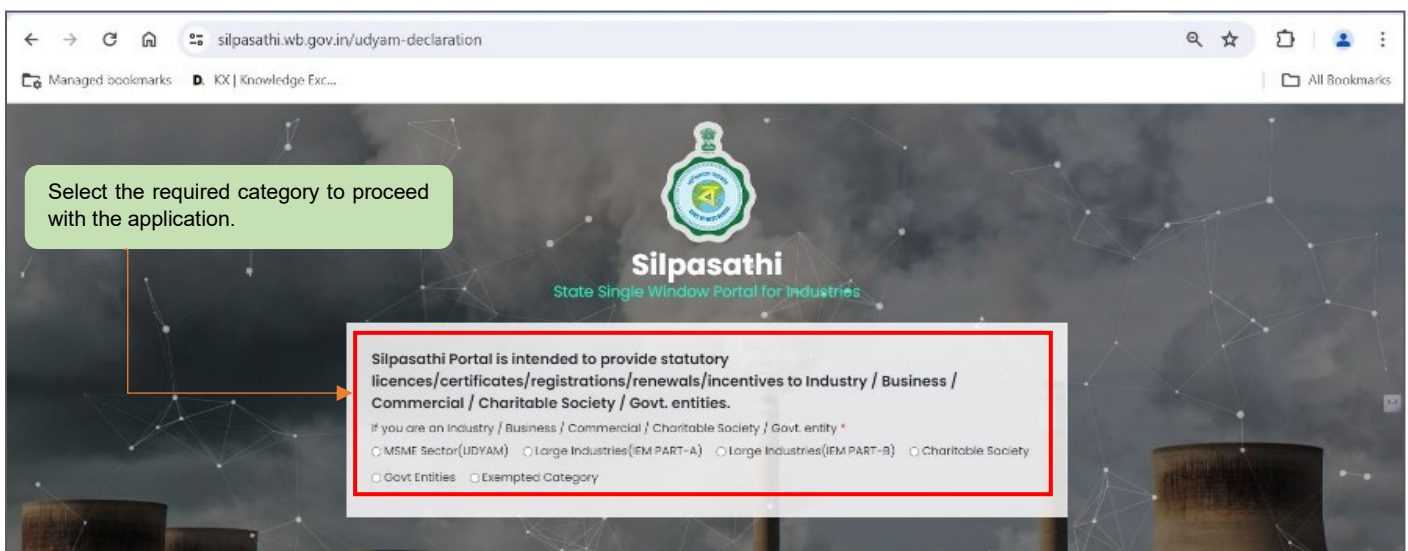 silpasathi.wb.gov.in/udyam-declaration
Managed bookmarks D. KX | Knowledge Exc... All Bookmarks
Select the required category to proceed
with the application.
Silpasathi
State Single Window Portal for Industries
Silpasathi Portal is intended to provide statutory
licences/certificates/registrations/renewals/incentives to Industry / Business /
Commercial / Charitable Society / Govt. entities.
If you are an Industry / Business / Commercial / Charitable Society / Govt. entity *
MSME Sector(UDYAM) Large Industries(IEM PART-A) Large Industries(IEM PART-B) Charitable Society
Govt Entities Exempted Category